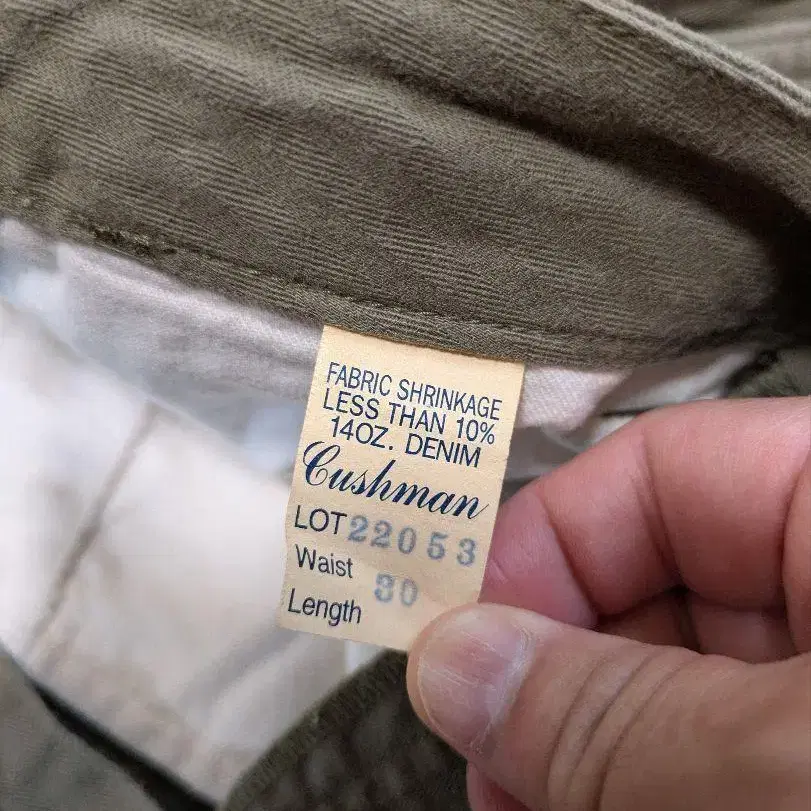 FABRIC SHRINKAGE
LESS THAN 10%
14OZ. DENIM
Cushman
LOT 22053
Waist 30
Length